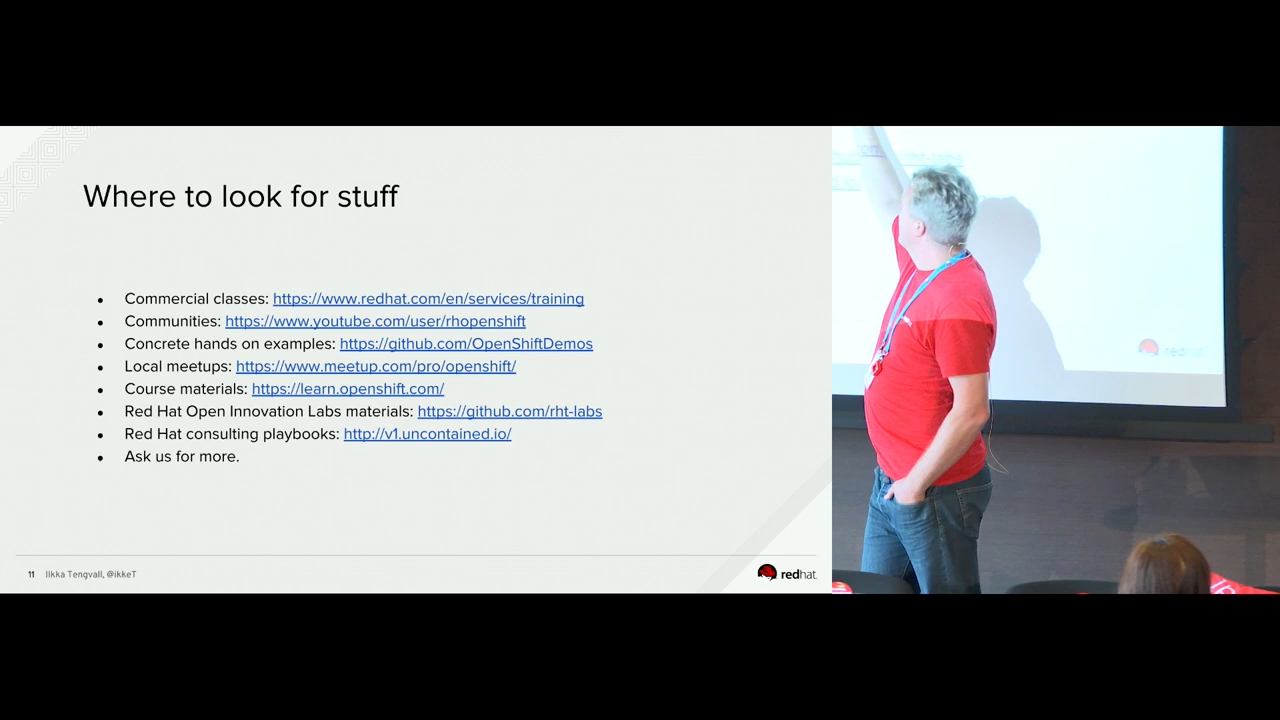 Where to look for stuff
● Commercial classes: https://www.redhat.com/en/services/training
● Communities: https://www.youtube.com/user/rhopenshift
● Concrete hands on examples: https://github.com/OpenShiftDemos
● Local meetups: https://www.meetup.com/pro/openshift/
● Course materials: https://learn.openshift.com/
● Red Hat Open Innovation Labs materials: https://github.com/rht-labs
● Red Hat consulting playbooks: http://v1.uncontained.io/
● Ask us for more.
11 Ilkka Tengvall, @ikkeT
redhat.
redhat